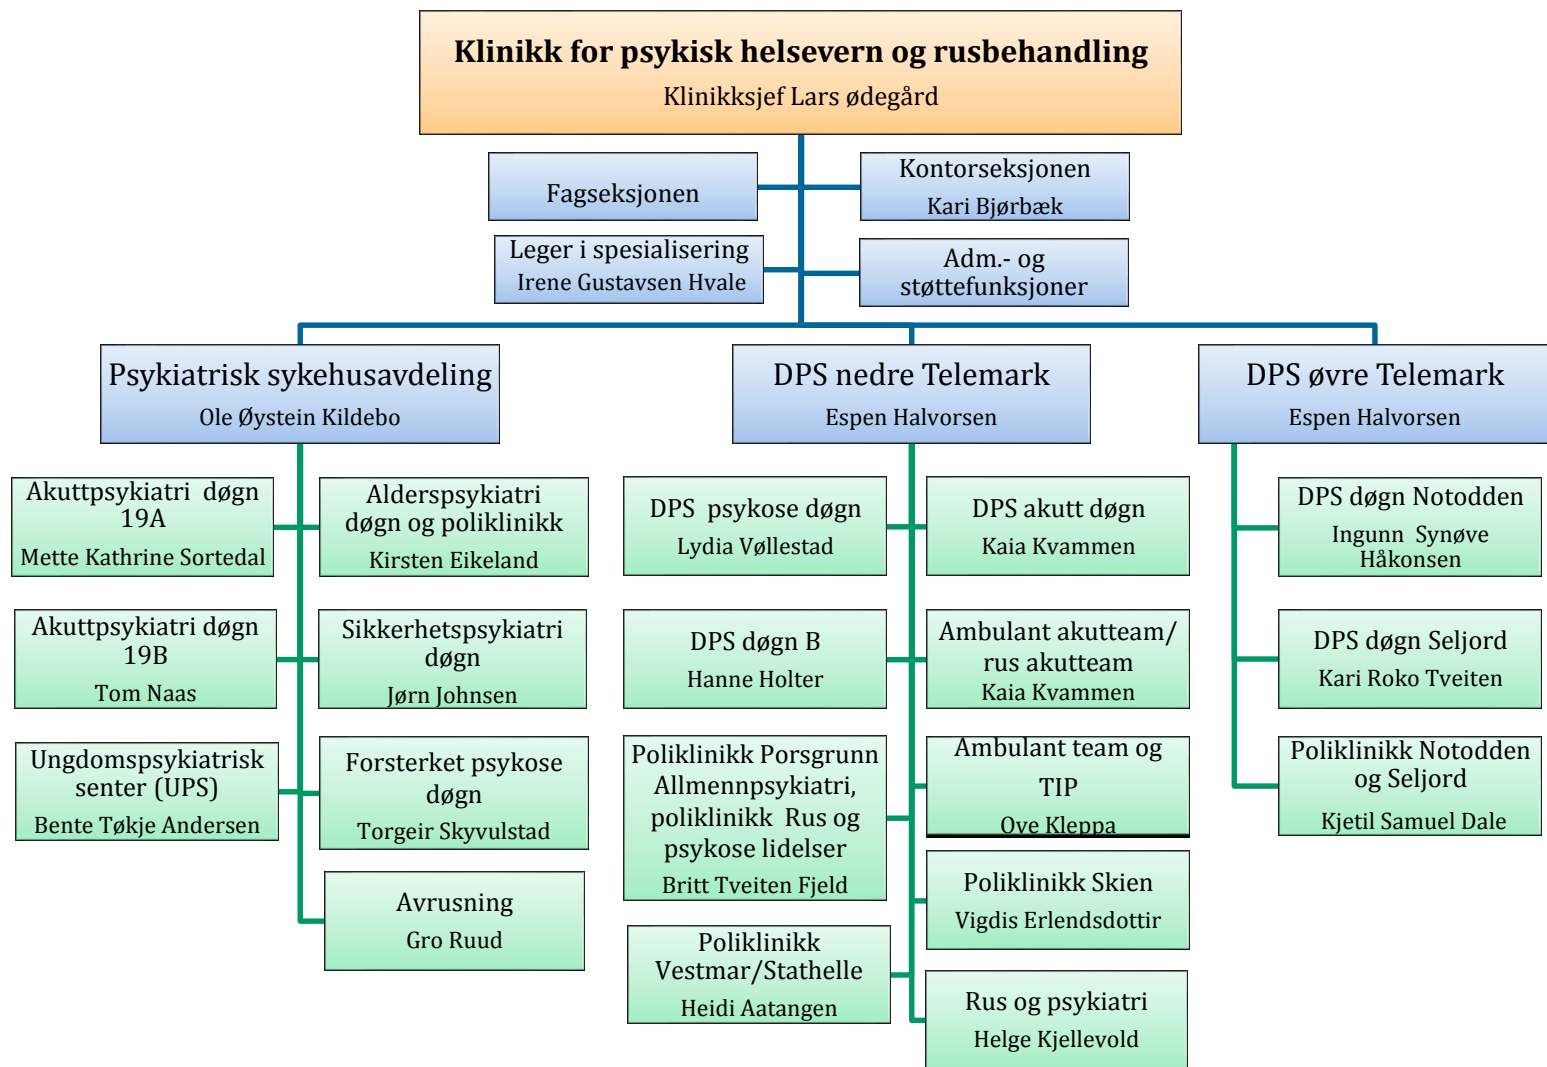 Klinikk for psykisk helsevern og rusbehandling
Klinikksjef Lars ødegård
Fagseksjonen
Kontorseksjonen
Kari Bjørbæk
Leger i spesialisering
Irene Gustavsen Hvale
Adm.- og
støttefunksjoner
Psykiatrisk sykehusavdeling
Ole Øystein Kildebo
DPS nedre Telemark
Espen Halvorsen
DPS øvre Telemark
Espen Halvorsen
Akuttpsykiatri døgn
19A
Mette Kathrine Sortedal
Alderspsykiatri
døgn og poliklinikk
Kirsten Eikeland
DPS psykose døgn
Lydia Vøllestad
DPS akutt døgn
Kaia Kvammen
DPS døgn Notodden
Ingunn Synøve
Håkonsen
Akuttpsykiatri døgn
19B
Tom Naas
Sikkerhetspsykiatri
døgn
Jørn Johnsen
DPS døgn B
Hanne Holter
Ambulant akutteam/
rus akutteam
Kaia Kvammen
DPS døgn Seljord
Kari Roko Tveiten
Ungdomspsykiatrisk
senter (UPS)
Bente Tøkje Andersen
Forsterket psykose
døgn
Torgeir Skyvulstad
Poliklinikk Porsgrunn
Allmennpsykiatri,
poliklinikk Rus og
psykose lidelser
Britt Tveiten Fjeld
Ambulant team og
TIP
Ove Kleppa
Poliklinikk Notodden
og Seljord
Kjetil Samuel Dale
Avrusning
Gro Ruud
Poliklinikk Skien
Vigdis Erlendsdottir
Poliklinikk
Vestmar/Stathelle
Heidi Aatangen
Rus og psykiatri
Helge Kjellevold